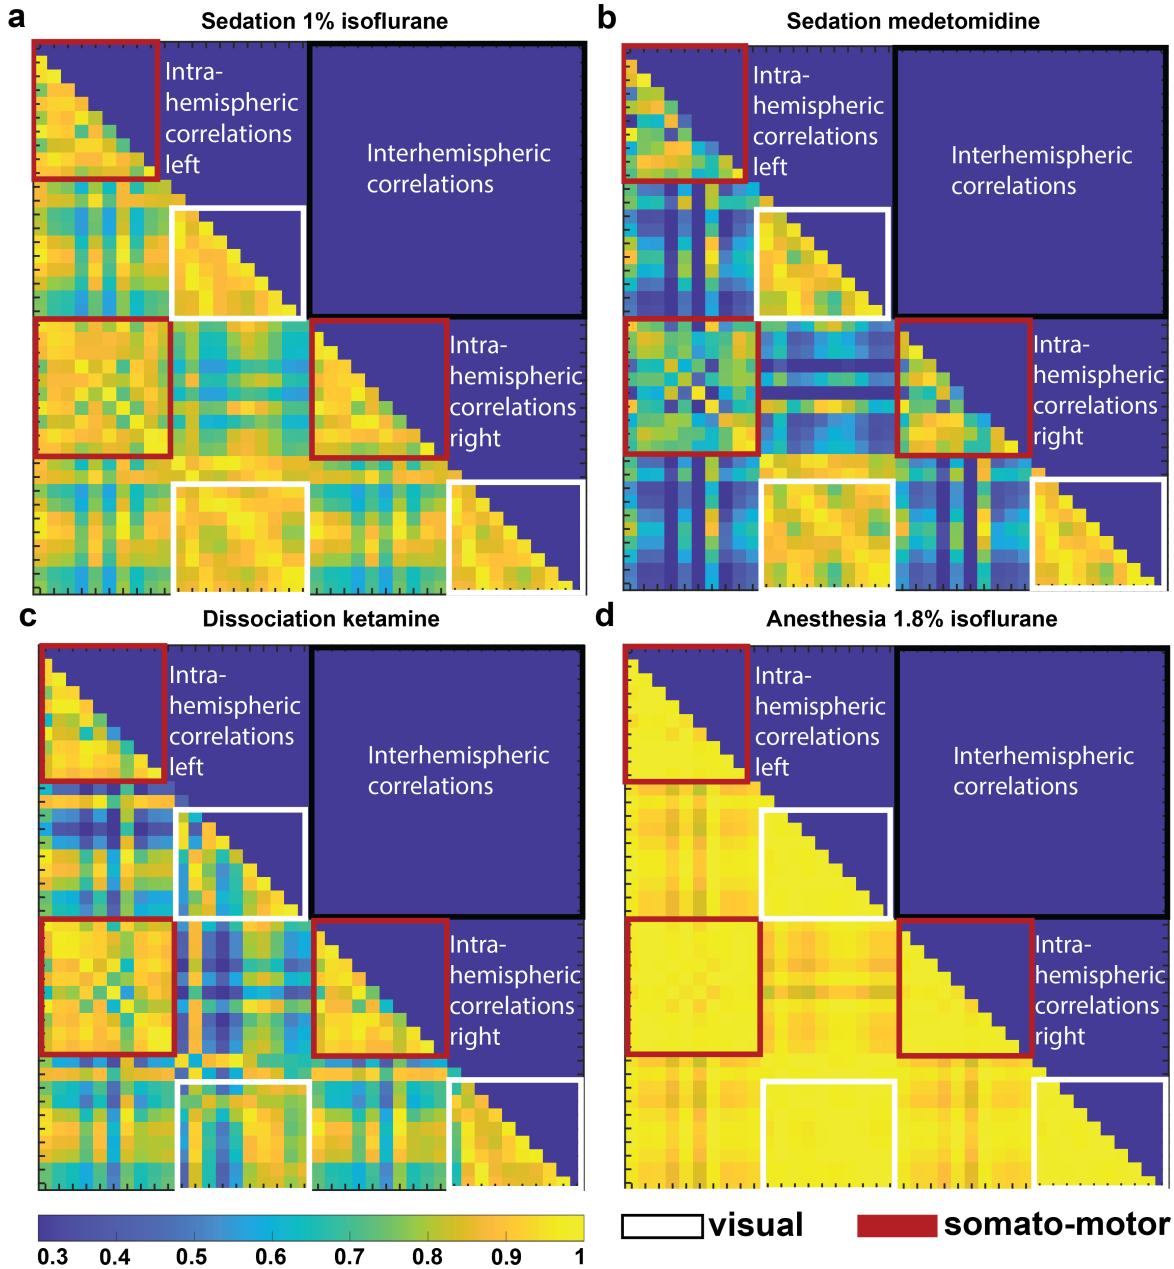 a
Sedation 1% isoflurane
Intra-
hemispheric
correlations
left
Interhemispheric
correlations
Intra-
hemispheric
correlations
right
b
Sedation medetomidine
Intra-
hemispheric
correlations
left
Interhemispheric
correlations
Intra-
hemispheric
correlations
right
c
Dissociation ketamine
Intra-
hemispheric
correlations
left
Interhemispheric
correlations
Intra-
hemispheric
correlations
right
d
Anesthesia 1.8% isoflurane
Intra-
hemispheric
correlations
left
Interhemispheric
correlations
Intra-
hemispheric
correlations
right
0.3 0.4 0.5 0.6 0.7 0.8 0.9 1
visual
somato-motor